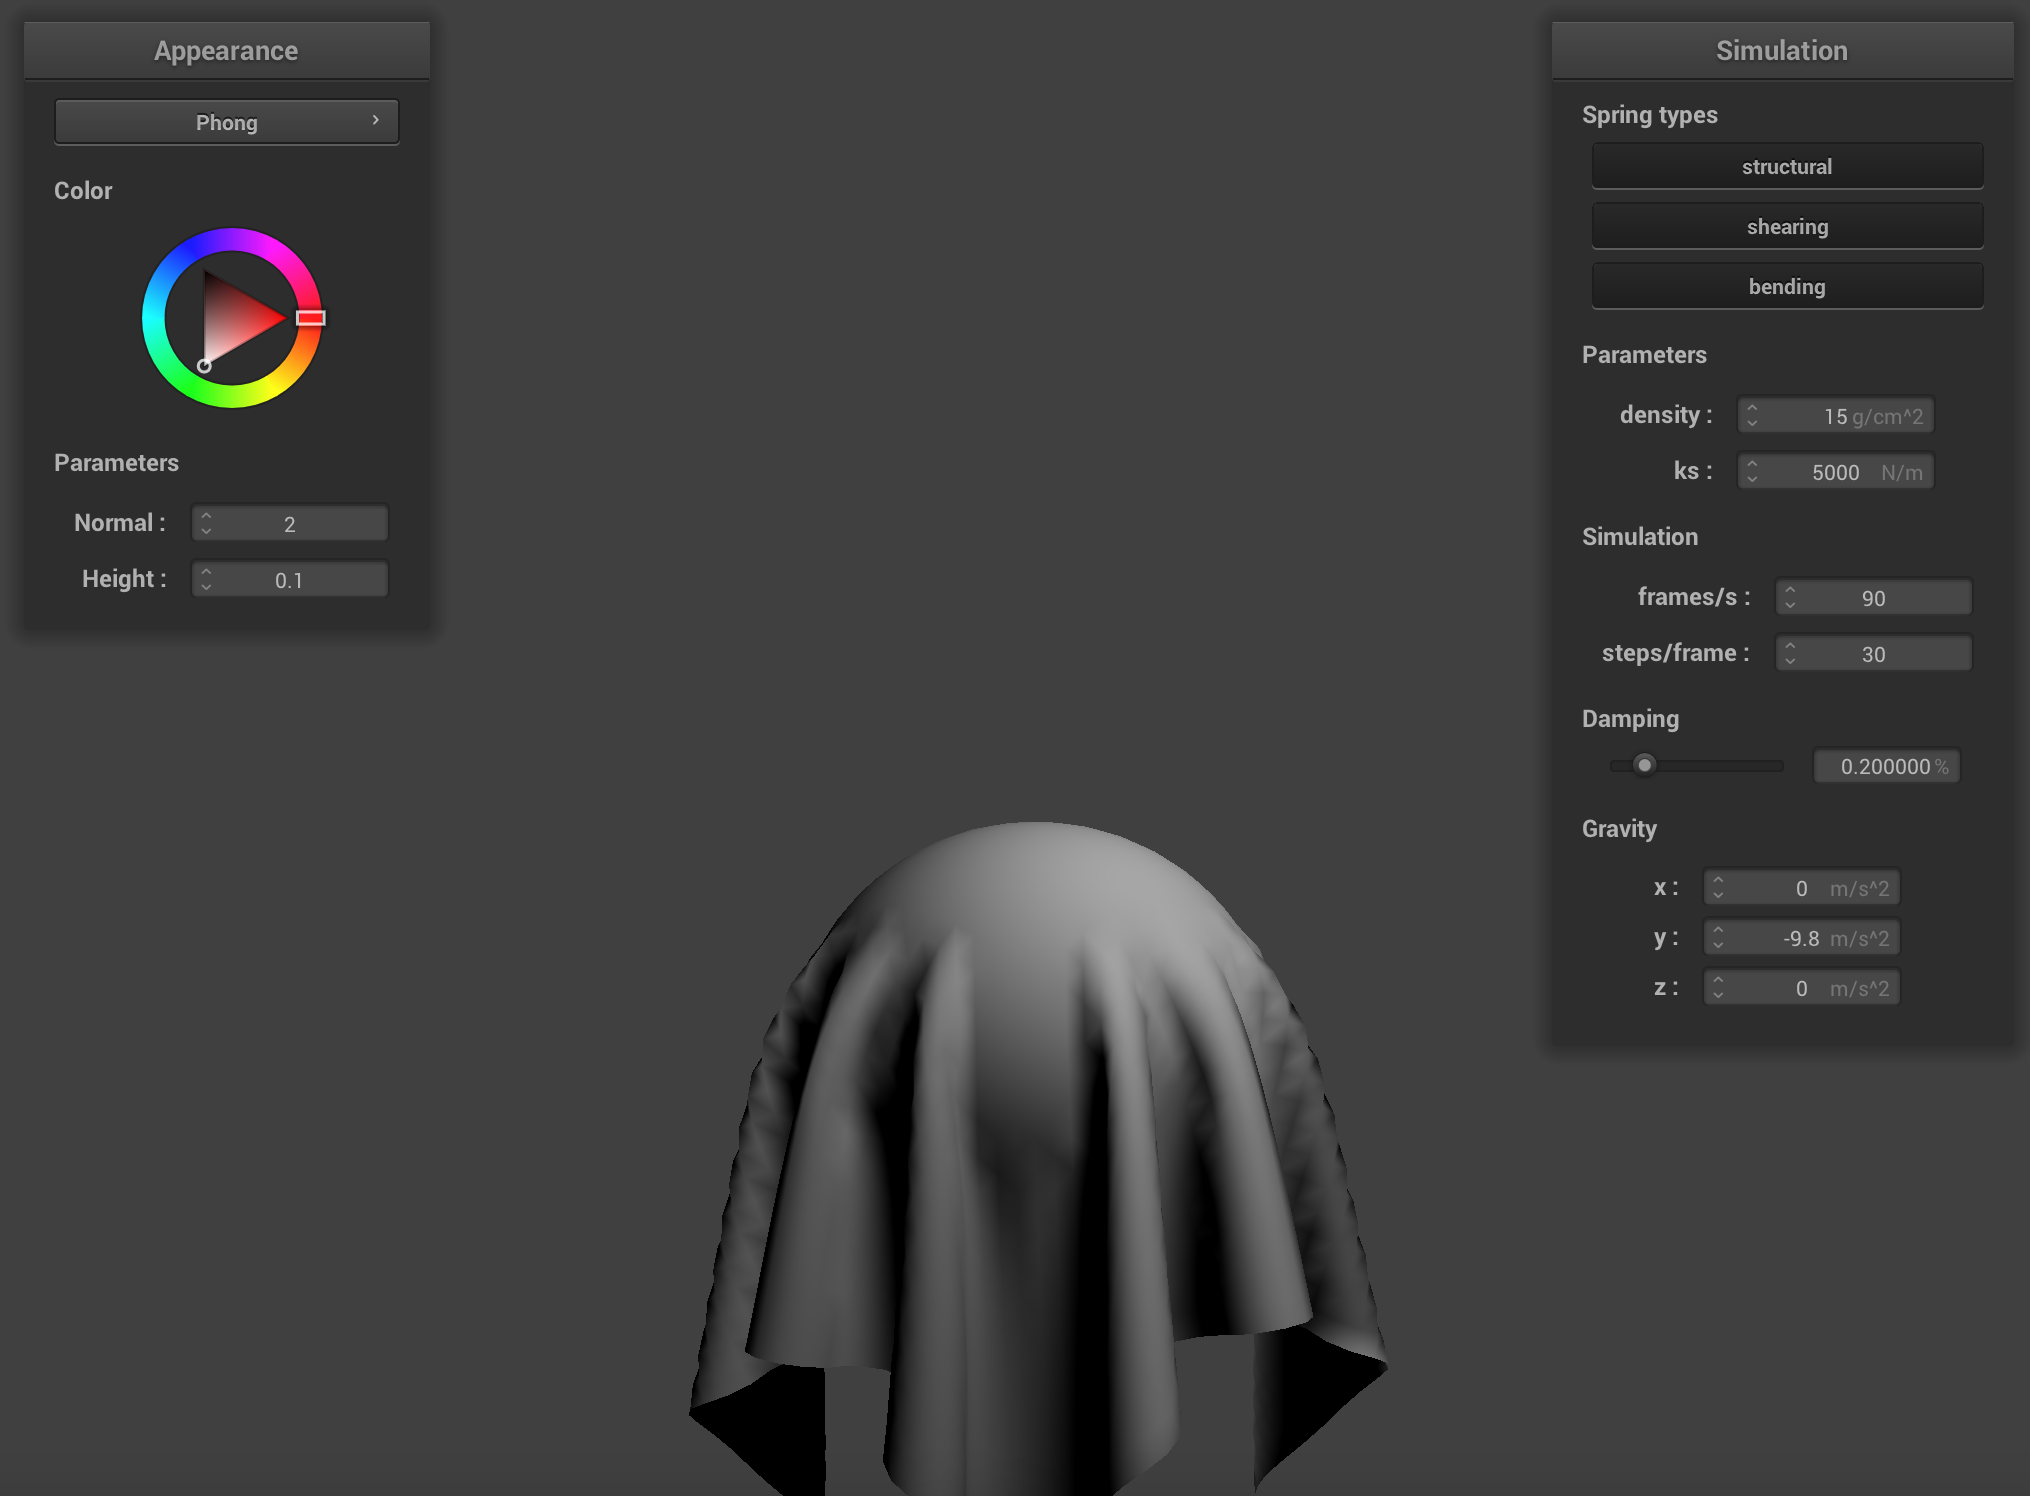 Appearance
Phong
Color
Parameters
Normal : 2
Height : 0.1
Simulation
Spring types
structural
shearing
bending
Parameters
density : 15 g/cm^2
ks : 5000 N/m
Simulation
frames/s : 90
steps/frame : 30
Damping
0.200000 %
Gravity
x : 0 m/s^2
y : -9.8 m/s^2
z : 0 m/s^2